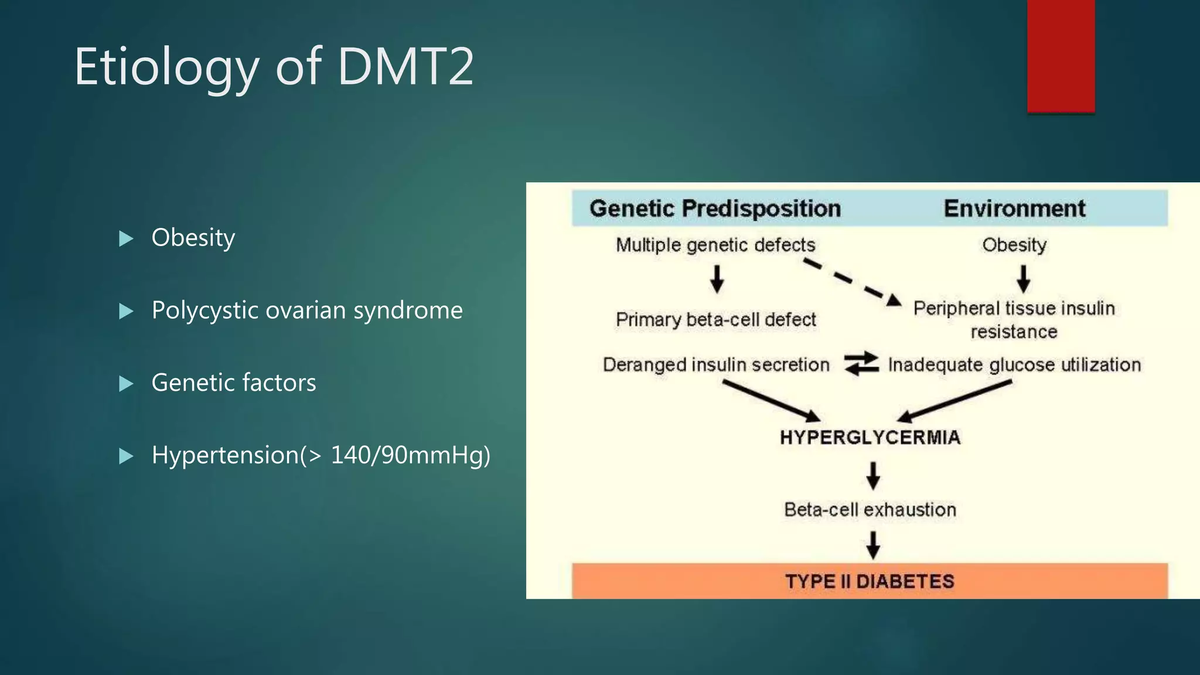 Etiology of DMT2
Obesity
Polycystic ovarian syndrome
Genetic factors
Hypertension(> 140/90mmHg)
Genetic Predisposition Environment
Multiple genetic defects Obesity
Primary beta-cell defect Peripheral tissue insulin
resistance
Deranged insulin secretion Inadequate glucose utilization
HYPERGLYCERMIA
Beta-cell exhaustion
TYPE II DIABETES